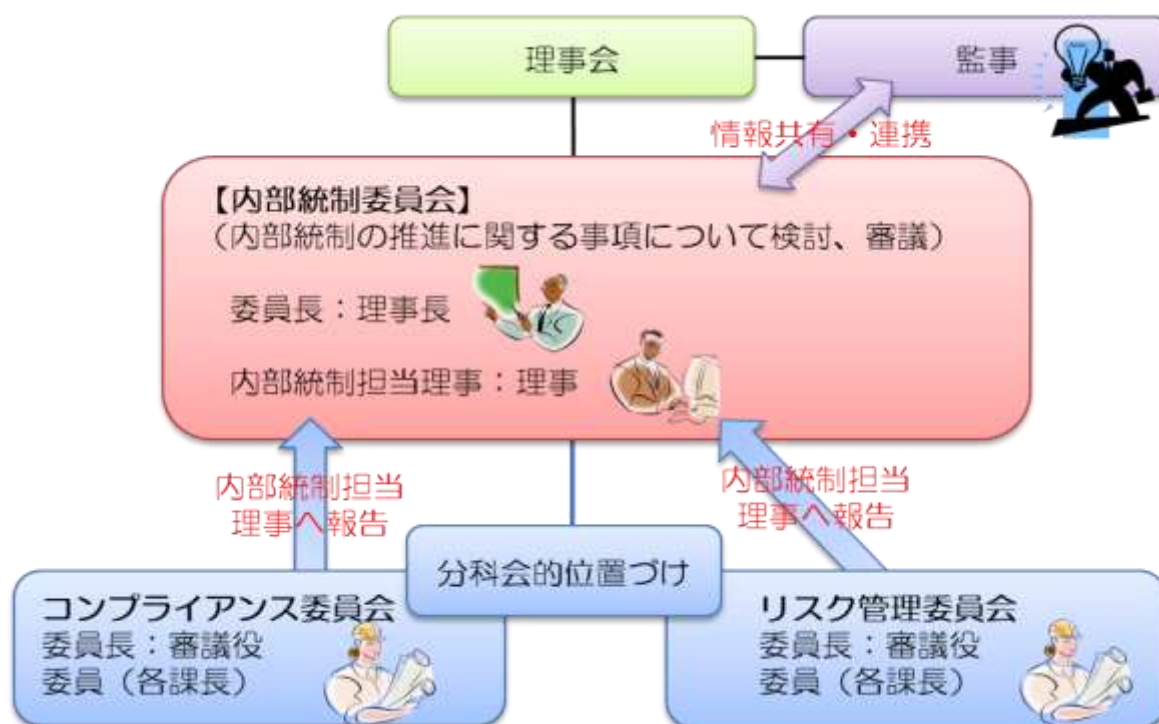 理事会
監事
情報共有・連携
【内部統制委員会】
（内部統制の推進に関する事項について検討、審議）
委員長：理事長
内部統制担当理事：理事
内部統制担当
理事へ報告
内部統制担当
理事へ報告
分科会的位置づけ
コンプライアンス委員会
委員長：審議役
委員（各課長）
リスク管理委員会
委員長：審議役
委員（各課長）